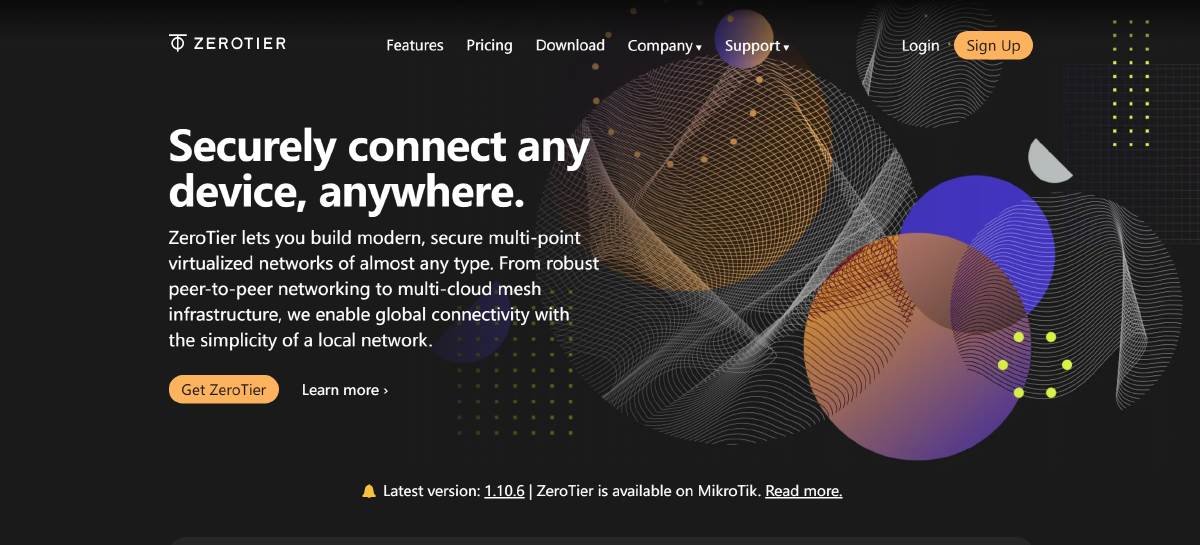 ZEROTIER
Features Pricing Download Company ▾ Support ▾ Login Sign Up
Securely connect any
device, anywhere.
ZeroTier lets you build modern, secure multi-point
virtualized networks of almost any type. From robust
peer-to-peer networking to multi-cloud mesh
infrastructure, we enable global connectivity with
the simplicity of a local network.
Get ZeroTier Learn more ›
🔔 Latest version: 1.10.6 | ZeroTier is available on MikroTik. Read more.